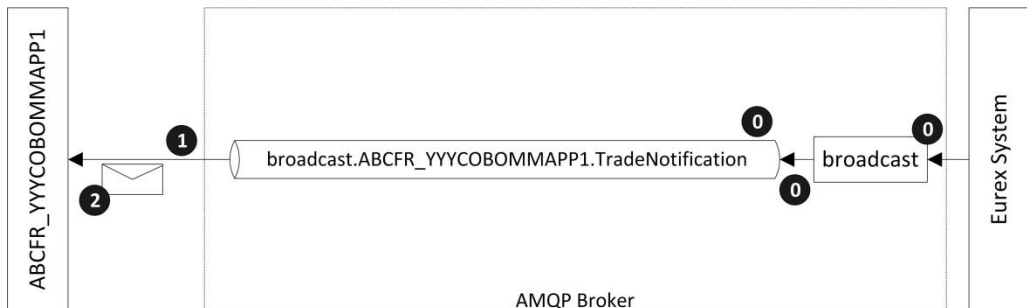 ABCFR_YYYCOBOMMAPP1
1
2
broadcast.ABCFR_YYYCOBOMMAPP1.TradeNotification
0
0
broadcast
0
Eurex System
AMQP Broker